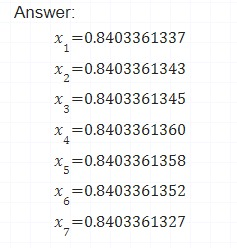 Answer:
x₁=0.8403361337
x₂=0.8403361343
x₃=0.8403361345
x₄=0.8403361360
x₅=0.8403361358
x₆=0.8403361352
x₇=0.8403361327